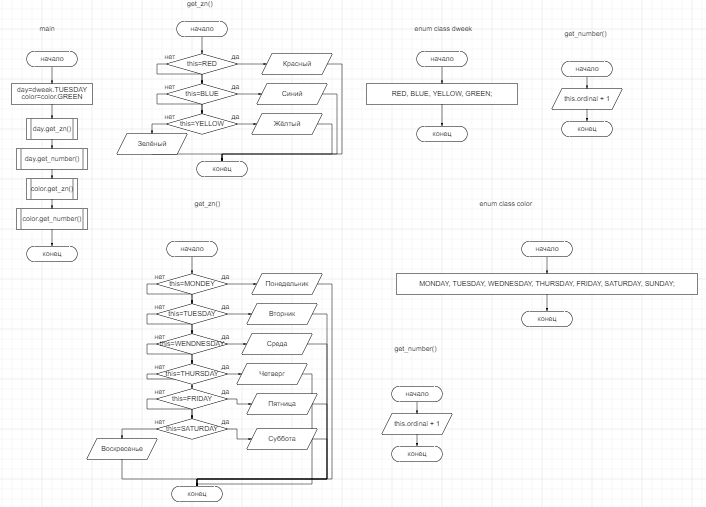 main
начало
day=dweek.TUESDAY
color=color.GREEN
day.get_zn()
day.get_number()
color.get_zn()
color.get_number()
конец
get_zn()
начало
нет
this=RED
да
Красный
нет
this=BLUE
да
Синий
нет
this=YELLOW
да
Жёлтый
Зелёный
конец
enum class dweek
начало
RED, BLUE, YELLOW, GREEN;
конец
get_number()
начало
this.ordinal + 1
конец
get_zn()
начало
нет
this=MONDEY
да
Понедельник
нет
this=TUESDAY
да
Вторник
нет
this=WENDNESDAY
да
Среда
нет
this=THURSDAY
да
Четверг
нет
this=FRIDAY
да
Пятница
нет
this=SATURDAY
да
Суббота
Воскресенье
конец
enum class color
начало
MONDAY, TUESDAY, WEDNESDAY, THURSDAY, FRIDAY, SATURDAY, SUNDAY;
конец
get_number()
начало
this.ordinal + 1
конец